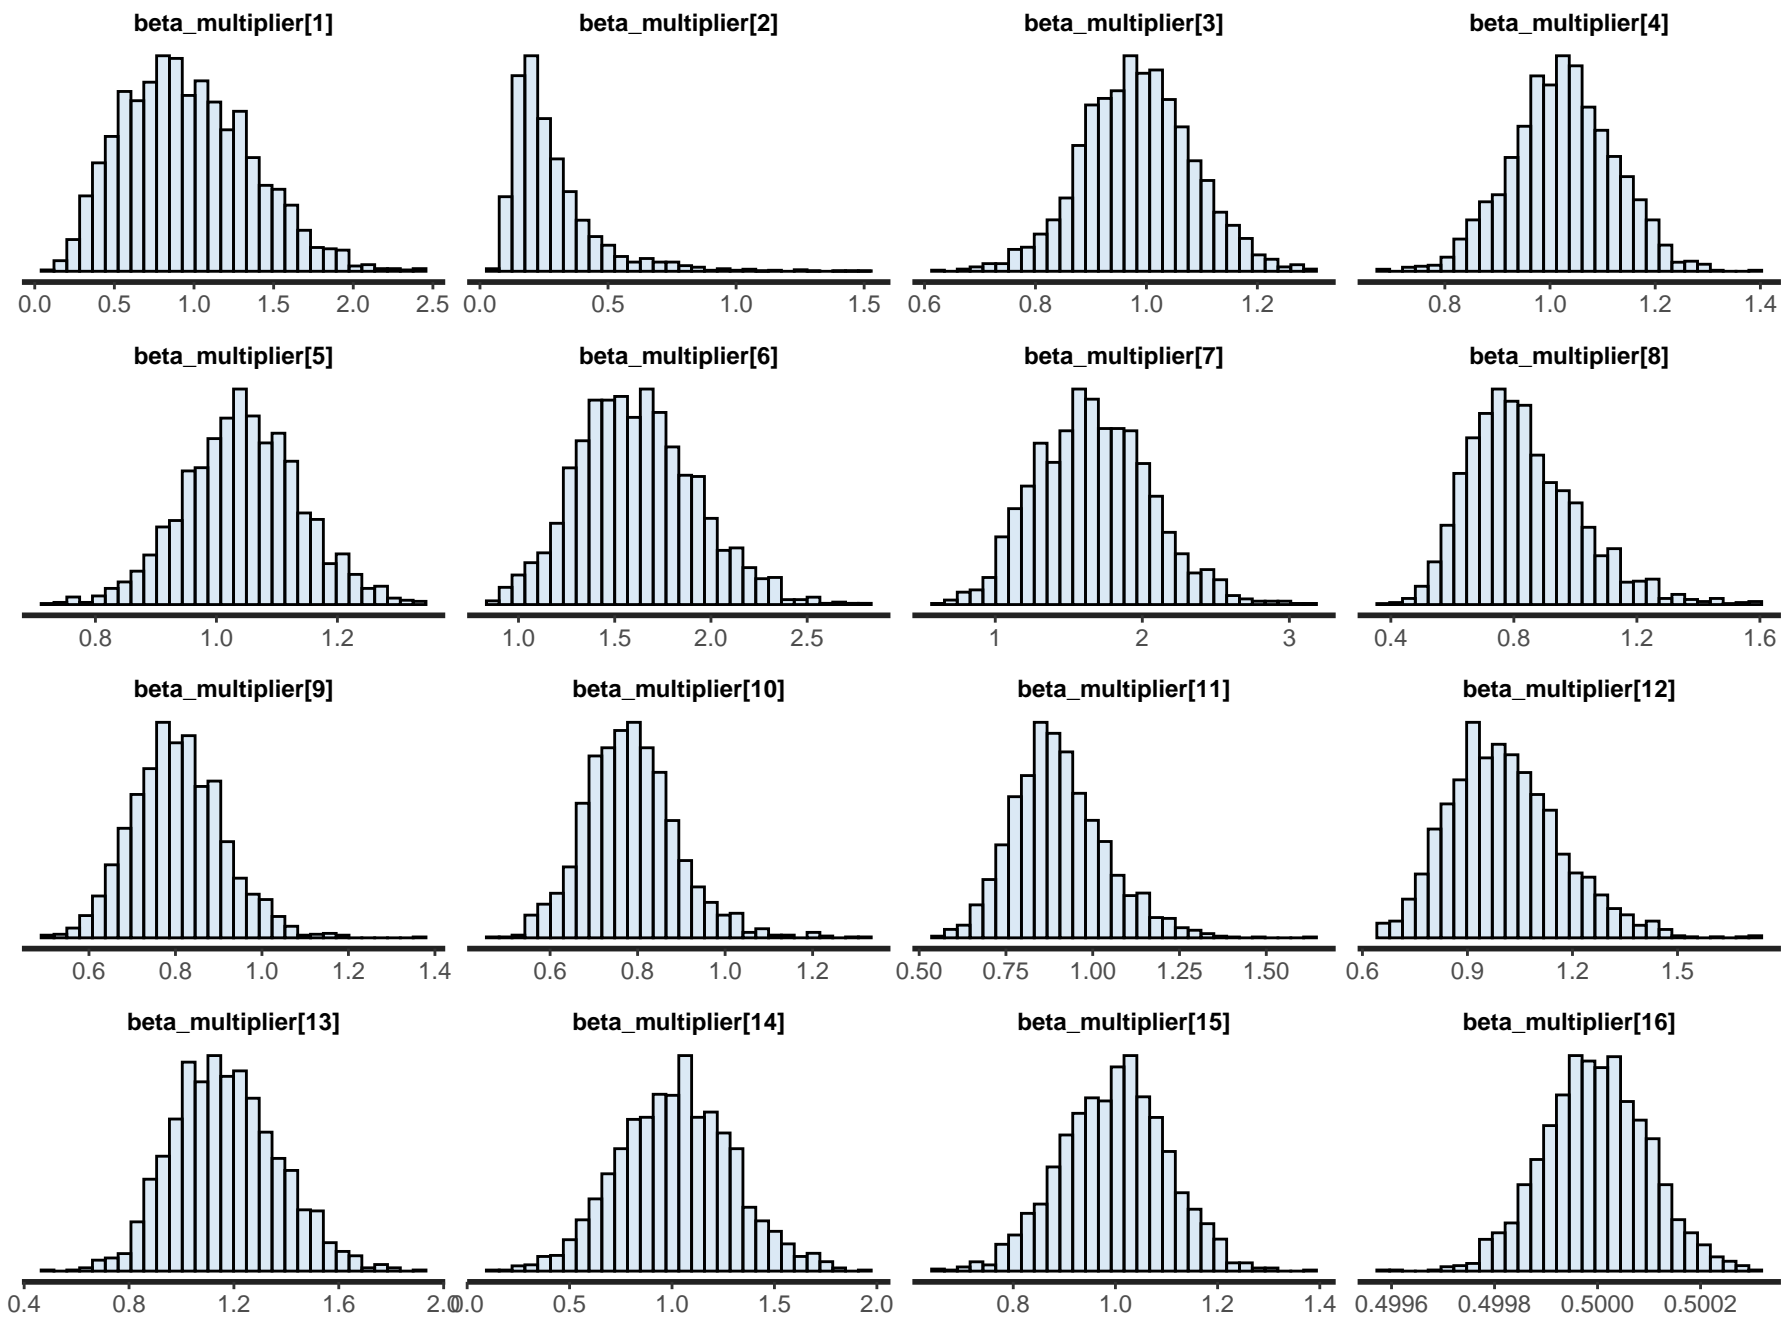 beta_multiplier[1] beta_multiplier[2] beta_multiplier[3] beta_multiplier[4]
0.0 0.5 1.0 1.5 2.0 2.5 0.0 0.5 1.0 1.5 0.6 0.8 1.0 1.2 0.8 1.0 1.2 1.4
beta_multiplier[5] beta_multiplier[6] beta_multiplier[7] beta_multiplier[8]
0.8 1.0 1.2 1.0 1.5 2.0 2.5 1 2 3 0.4 0.8 1.2 1.6
beta_multiplier[9] beta_multiplier[10] beta_multiplier[11] beta_multiplier[12]
0.6 0.8 1.0 1.2 1.4 0.6 0.8 1.0 1.2 0.50 0.75 1.00 1.25 1.50 0.6 0.9 1.2 1.5
beta_multiplier[13] beta_multiplier[14] beta_multiplier[15] beta_multiplier[16]
0.4 0.8 1.2 1.6 2.0 0.0 0.5 1.0 1.5 2.0 0.8 1.0 1.2 1.4 0.4996 0.4998 0.5000 0.5002